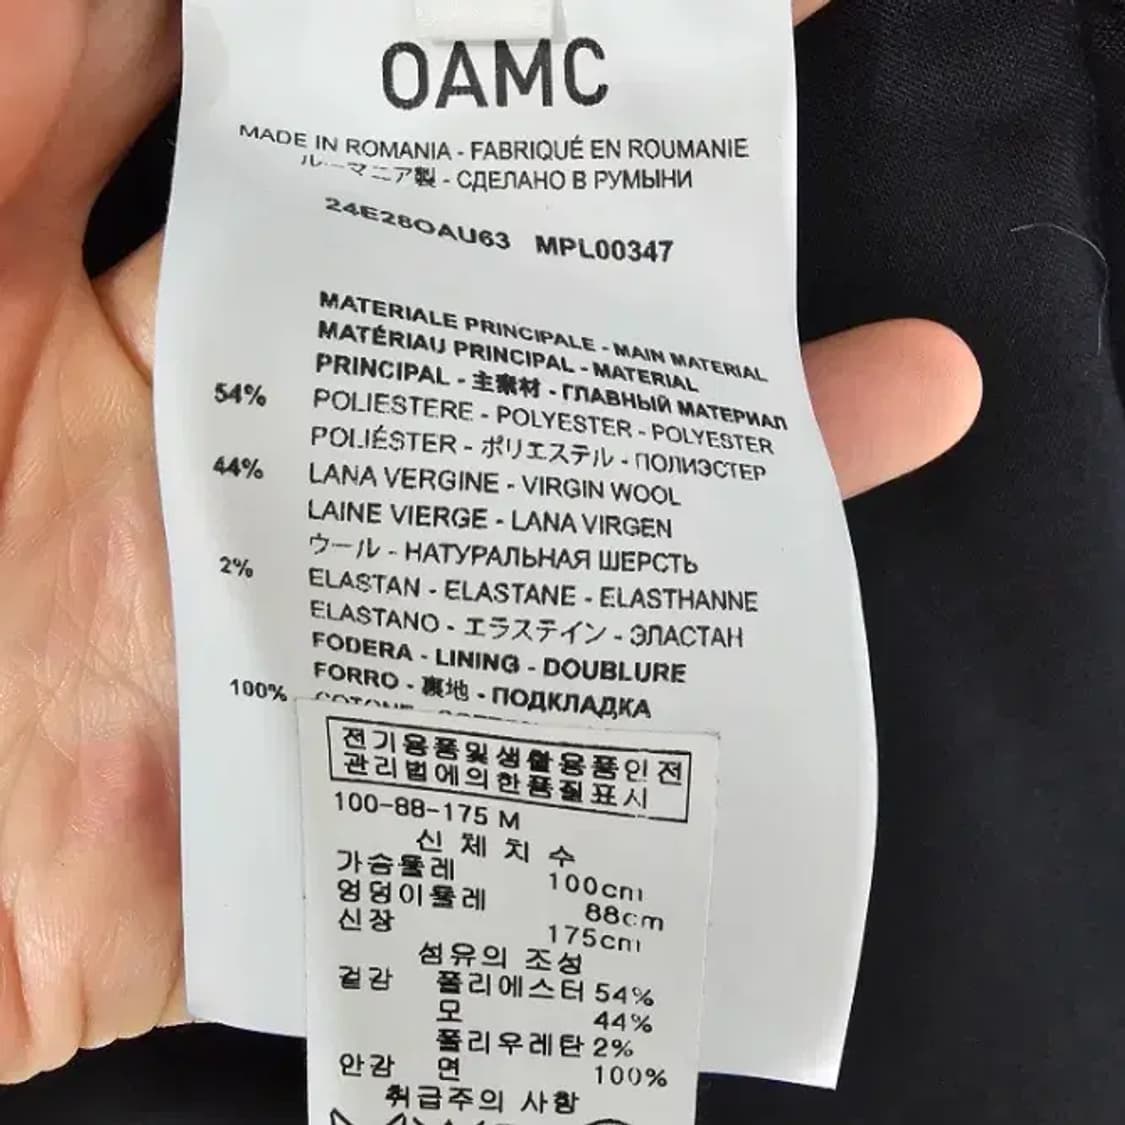 OAMC
MADE IN ROMANIA - FABRIQUÉ EN ROUMANIE
ルーマニア製 - СДЕЛАНО В РУМЫНИ
24E28OAU63 MPL00347
MATERIALE PRINCIPALE - MAIN MATERIAL
MATÉRIAU PRINCIPAL - MATERIAL
PRINCIPAL - 主素材 - ГЛАВНЫЙ МАТЕРИАЛ
54% POLIESTERE - POLYESTER - POLYESTER
POLIÉSTER - ポリエステル - ПОЛИЭСТЕР
44% LANA VERGINE - VIRGIN WOOL
LAINE VIERGE - LANA VIRGEN
ウール - НАТУРАЛЬНАЯ ШЕРСТЬ
2% ELASTAN - ELASTANE - ELASTHANNE
ELASTANO - エラステイン - ЭЛАСТАН
FODERA - LINING - DOUBLURE
FORRO - 裏地 - ПОДКЛАДКА
100%
전기용품및생활용품인전
관리법에의한품질표시
100-88-175 M
신 체 치 수
가슴둘레 100cm
엉덩이둘레 88cm
신장 175cm
섬유의 조성
겉감 폴리에스터 54%
모 44%
폴리우레탄 2%
안감 면 100%
취급주의 사항